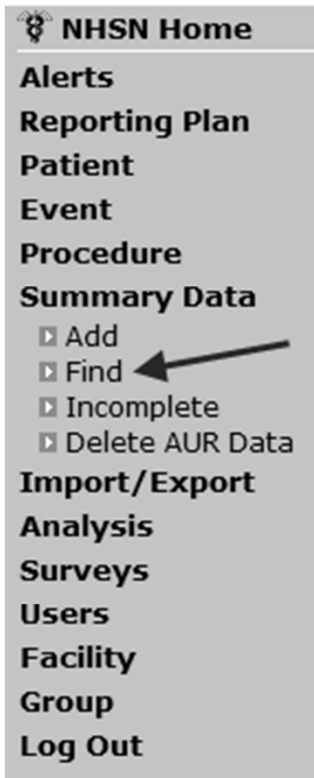 NHSN Home
Alerts
Reporting Plan
Patient
Event
Procedure
Summary Data
Add
Find
Incomplete
Delete AUR Data
Import/Export
Analysis
Surveys
Users
Facility
Group
Log Out